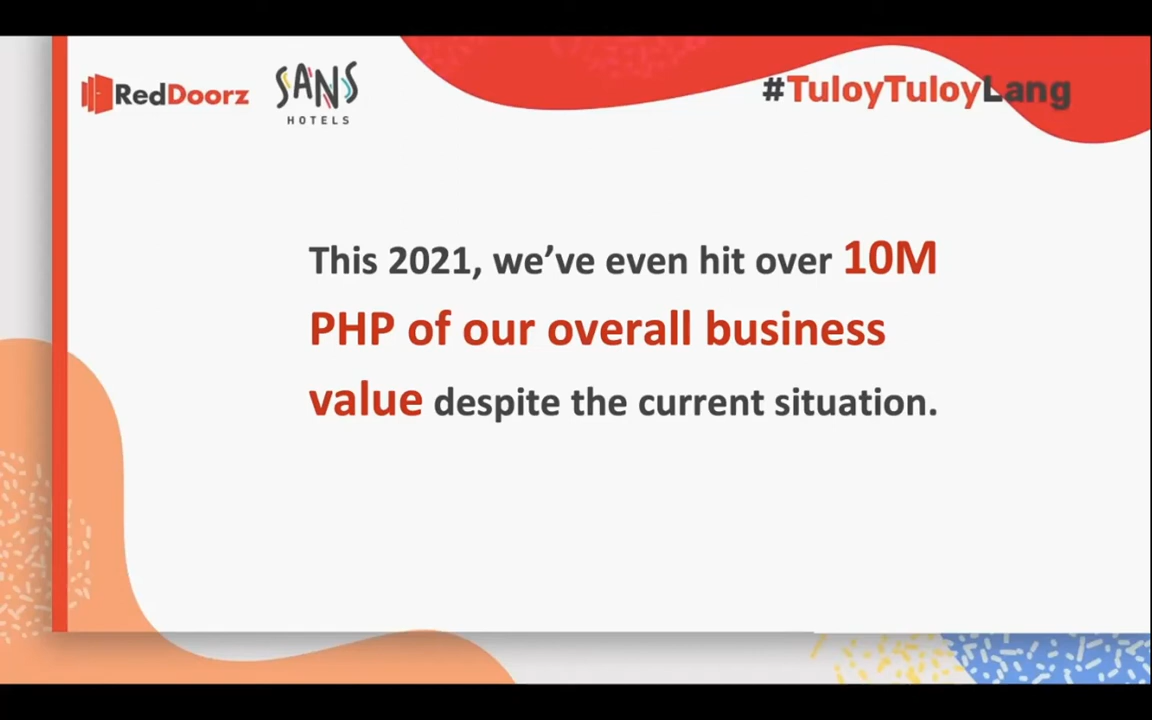 RedDoorz
SANS
HOTELS
#TuloyTuloyLang
This 2021, we’ve even hit over 10M
PHP of our overall business
value despite the current situation.